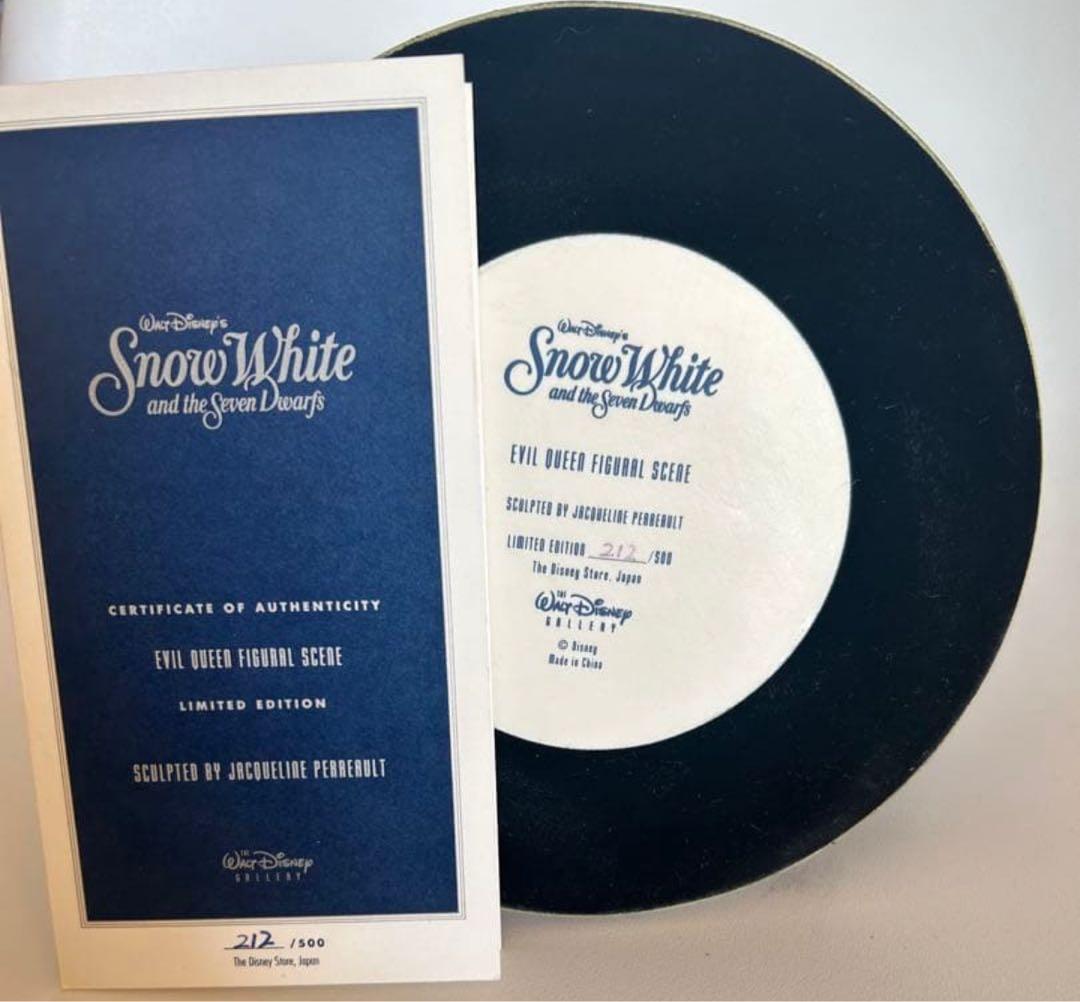 Walt Disney's
Snow White
and the Seven Dwarfs
CERTIFICATE OF AUTHENTICITY
EVIL QUEEN FIGURAL SCENE
LIMITED EDITION
SCULPTED BY JACQUELINE PERREAULT
THE
Walt Disney
GALLERY
212 /500
The Disney Store, Japan
Walt Disney's
Snow White
and the Seven Dwarfs
EVIL QUEEN FIGURAL SCENE
SCULPTED BY JACQUELINE PERREAULT
LIMITED EDITION 212 /500
The Disney Store, Japan
THE
Walt Disney
GALLERY
© Disney
Made in China